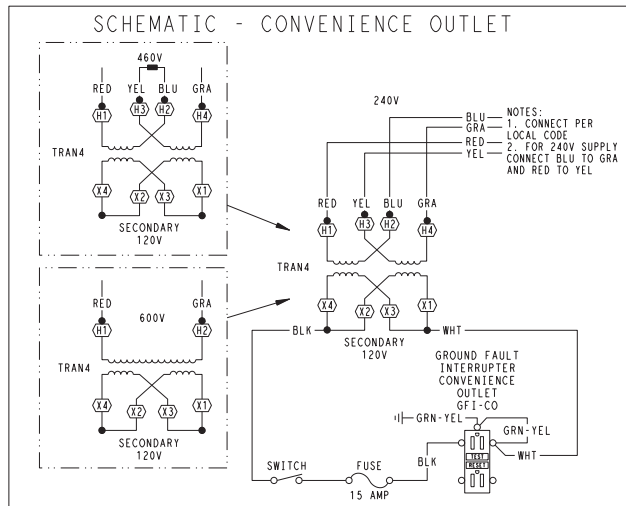 SCHEMATIC - CONVENIENCE OUTLET
460V
RED YEL BLU GRA
H1 H3 H2 H4
TRAN4
X4 X2 X3 X1
SECONDARY
120V
RED GRA
600V
H1 H2
TRAN4
X4 X2 X3 X1
SECONDARY
120V
240V
BLU
GRA
RED
YEL
NOTES:
1. CONNECT PER
LOCAL CODE
2. FOR 240V SUPPLY
CONNECT BLU TO GRA
AND RED TO YEL
RED YEL BLU GRA
H1 H3 H2 H4
TRAN4
X4 X2 X3 X1
BLK
WHT
SECONDARY
120V
GROUND FAULT
INTERRUPTER
CONVENIENCE
OUTLET
GFI-CO
GRN-YEL
GRN-YEL
WHT
TEST
RESET
BLK
SWITCH
FUSE
15 AMP